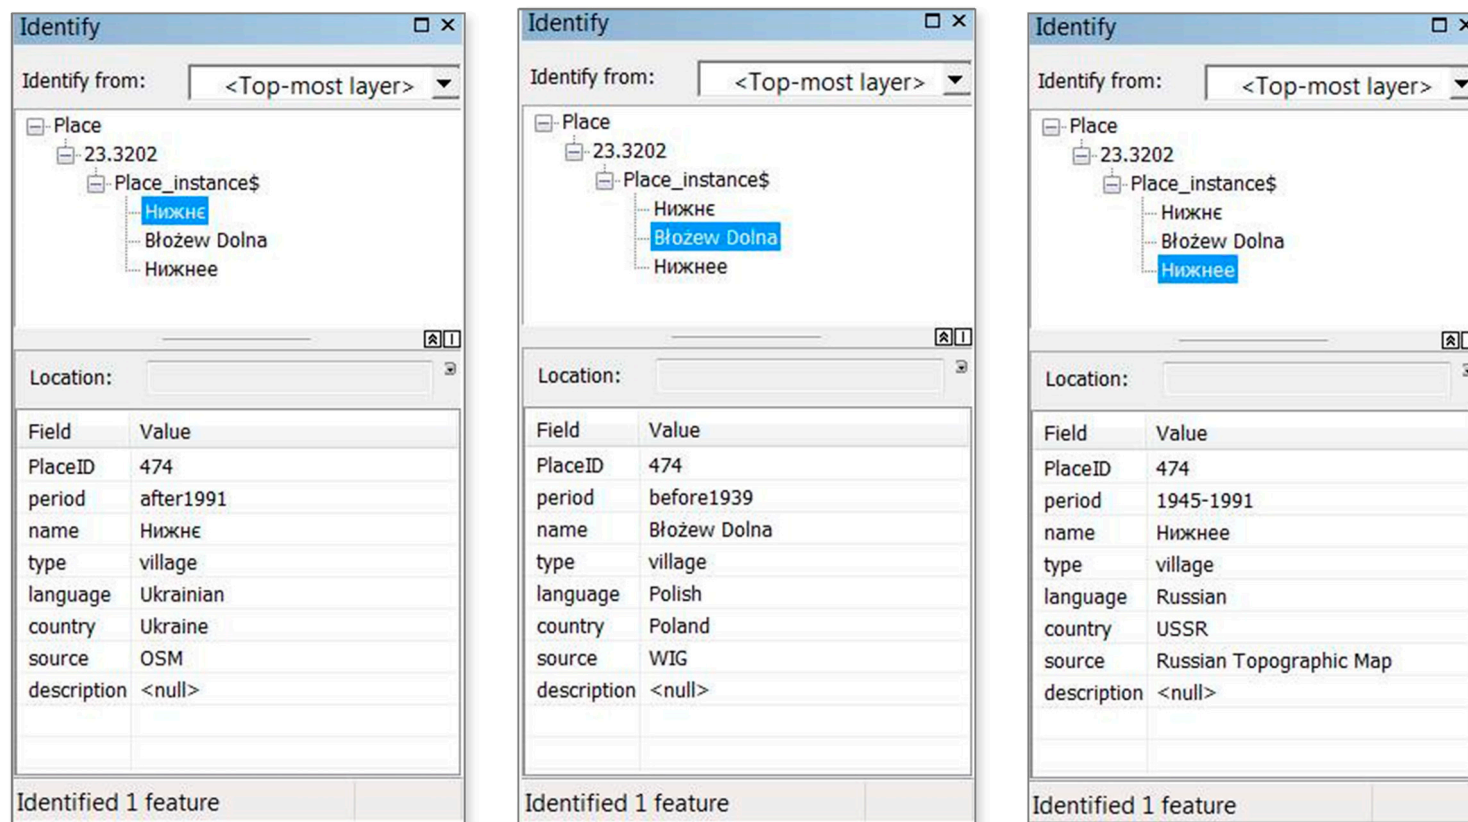 Identify
Identify from: <Top-most layer>
Place
23.3202
Place_instance$
Нижнє
Błożew Dolna
Нижнее
Location:
Field Value
PlaceID 474
period after1991
name Нижнє
type village
language Ukrainian
country Ukraine
source OSM
description <null>
Identified 1 feature
Identify
Identify from: <Top-most layer>
Place
23.3202
Place_instance$
Нижнє
Błożew Dolna
Нижнее
Location:
Field Value
PlaceID 474
period before1939
name Błożew Dolna
type village
language Polish
country Poland
source WIG
description <null>
Identified 1 feature
Identify
Identify from: <Top-most layer>
Place
23.3202
Place_instance$
Нижнє
Błożew Dolna
Нижнее
Location:
Field Value
PlaceID 474
period 1945-1991
name Нижнее
type village
language Russian
country USSR
source Russian Topographic Map
description <null>
Identified 1 feature